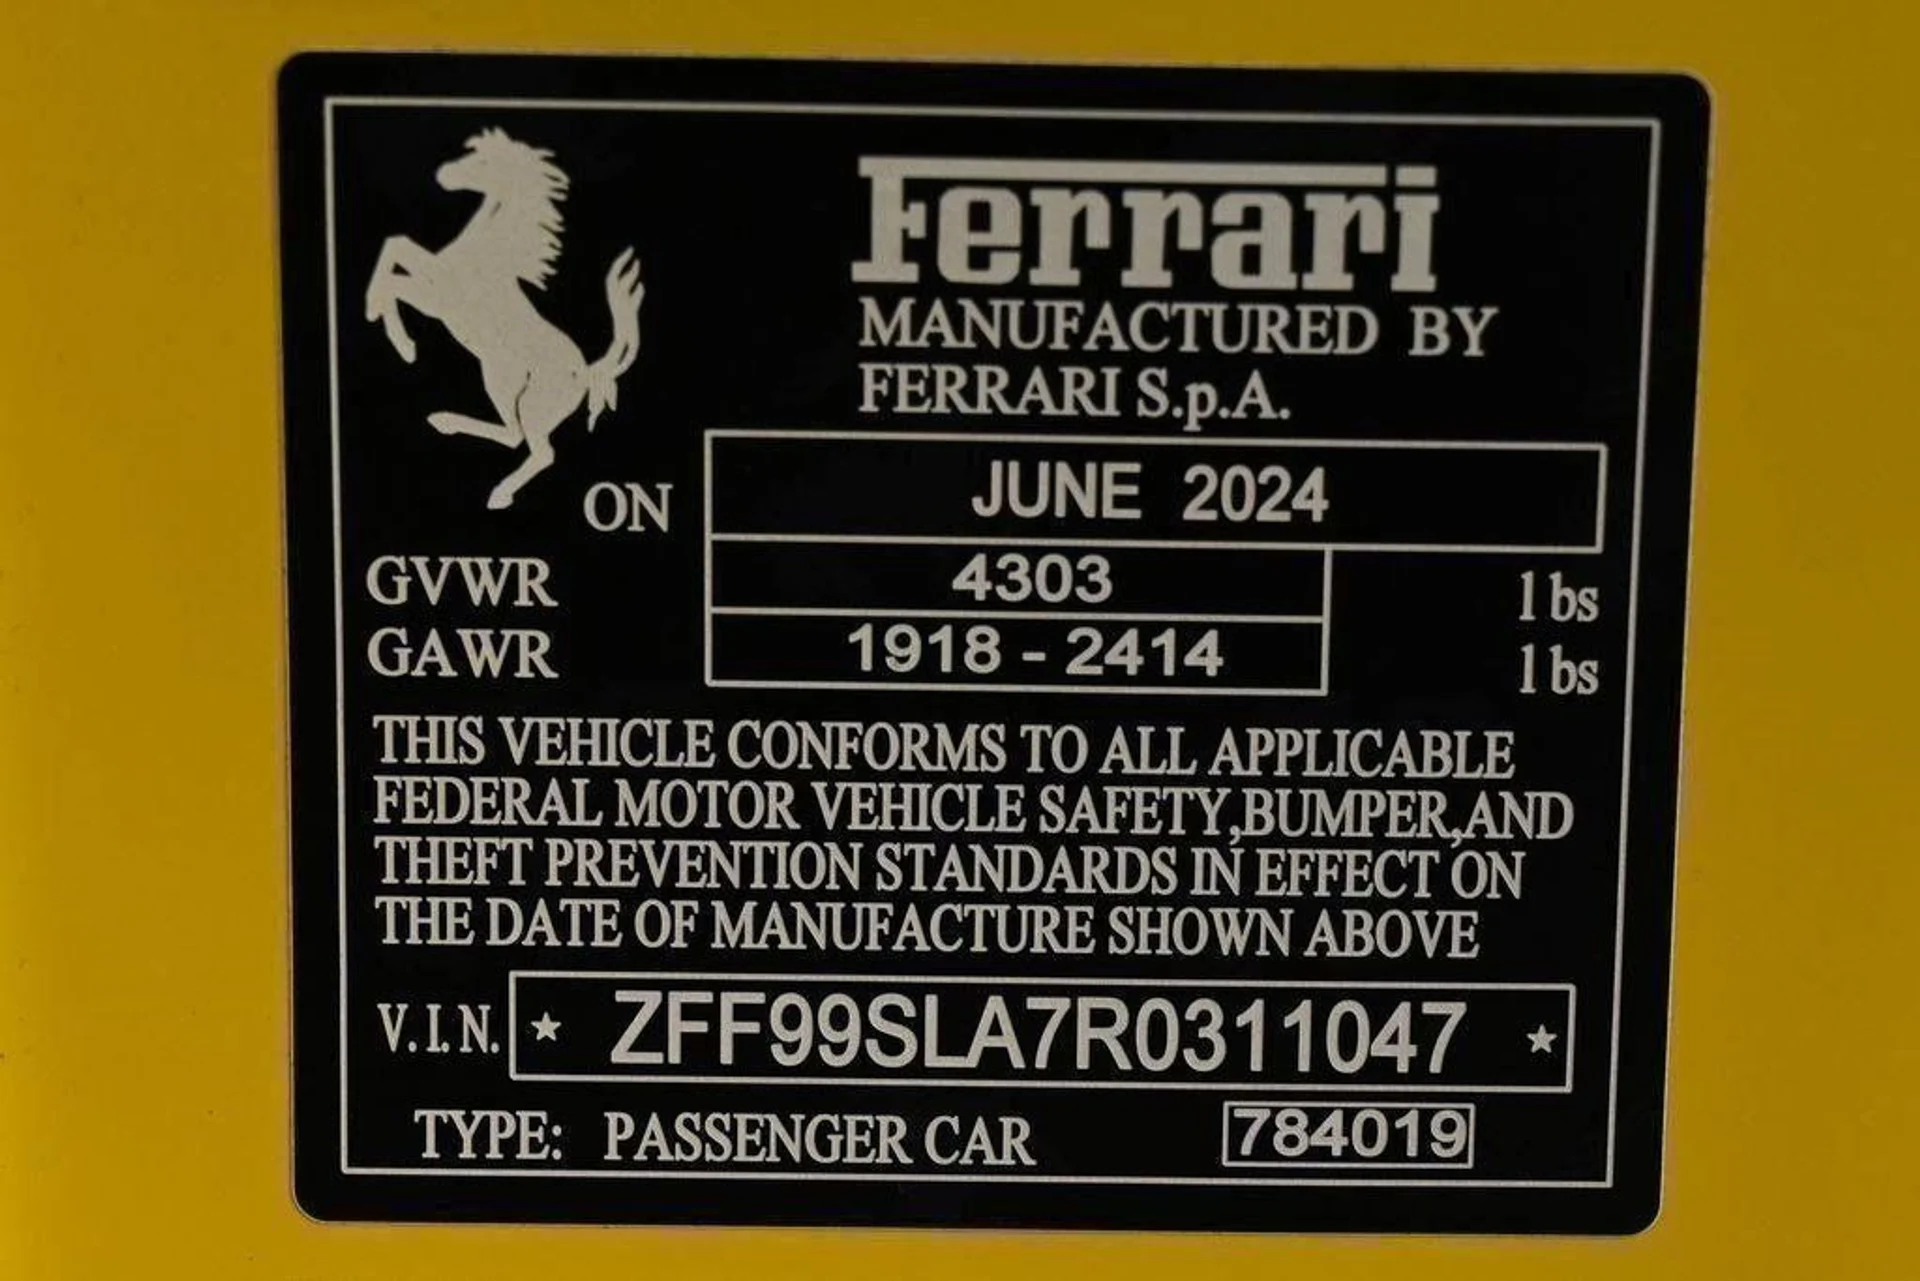 Ferrari
MANUFACTURED BY
FERRARI S.p.A.
ON JUNE 2024
GVWR 4303 lbs
GAWR 1918 - 2414 lbs
THIS VEHICLE CONFORMS TO ALL APPLICABLE
FEDERAL MOTOR VEHICLE SAFETY,BUMPER,AND
THEFT PREVENTION STANDARDS IN EFFECT ON
THE DATE OF MANUFACTURE SHOWN ABOVE
V.I.N. ★ ZFF99SLA7R0311047 ★
TYPE: PASSENGER CAR 784019